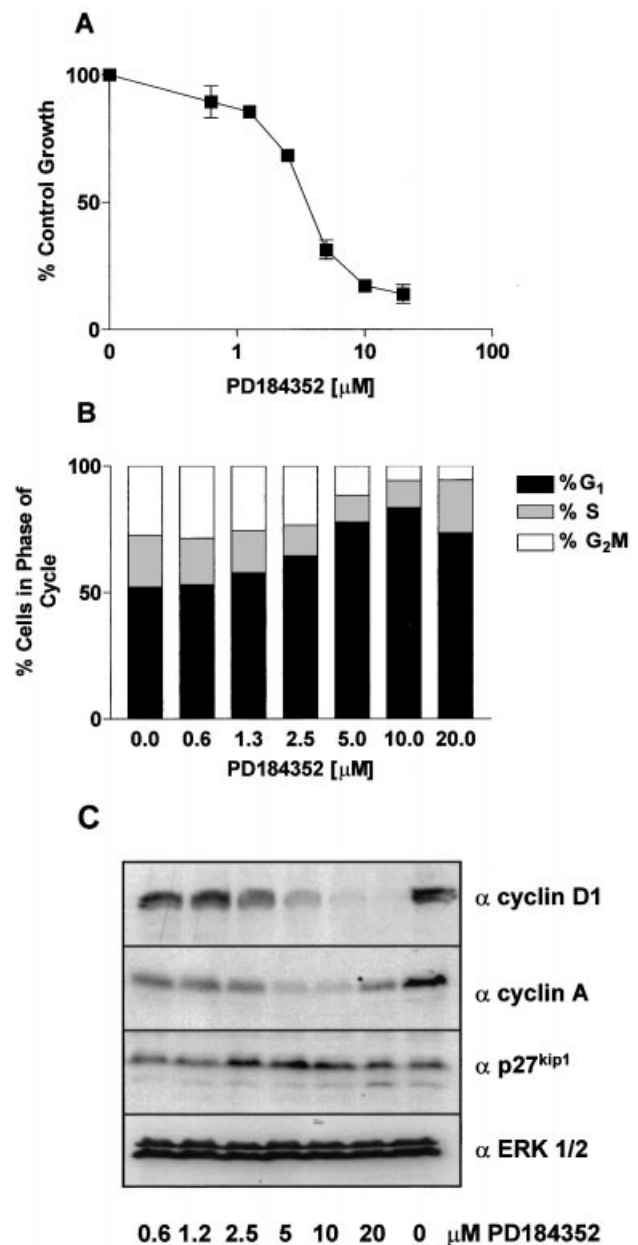 A
% Control Growth
100
50
0
0 1 10 100
PD184352 [μM]
B
% Cells in Phase of
Cycle
100
50
0
0.0 0.6 1.3 2.5 5.0 10.0 20.0
PD184352 [μM]
%G₁
% S
% G₂M
C
α cyclin D1
α cyclin A
α p27ᵏⁱᵖ¹
α ERK 1/2
0.6 1.2 2.5 5 10 20 0 μM PD184352